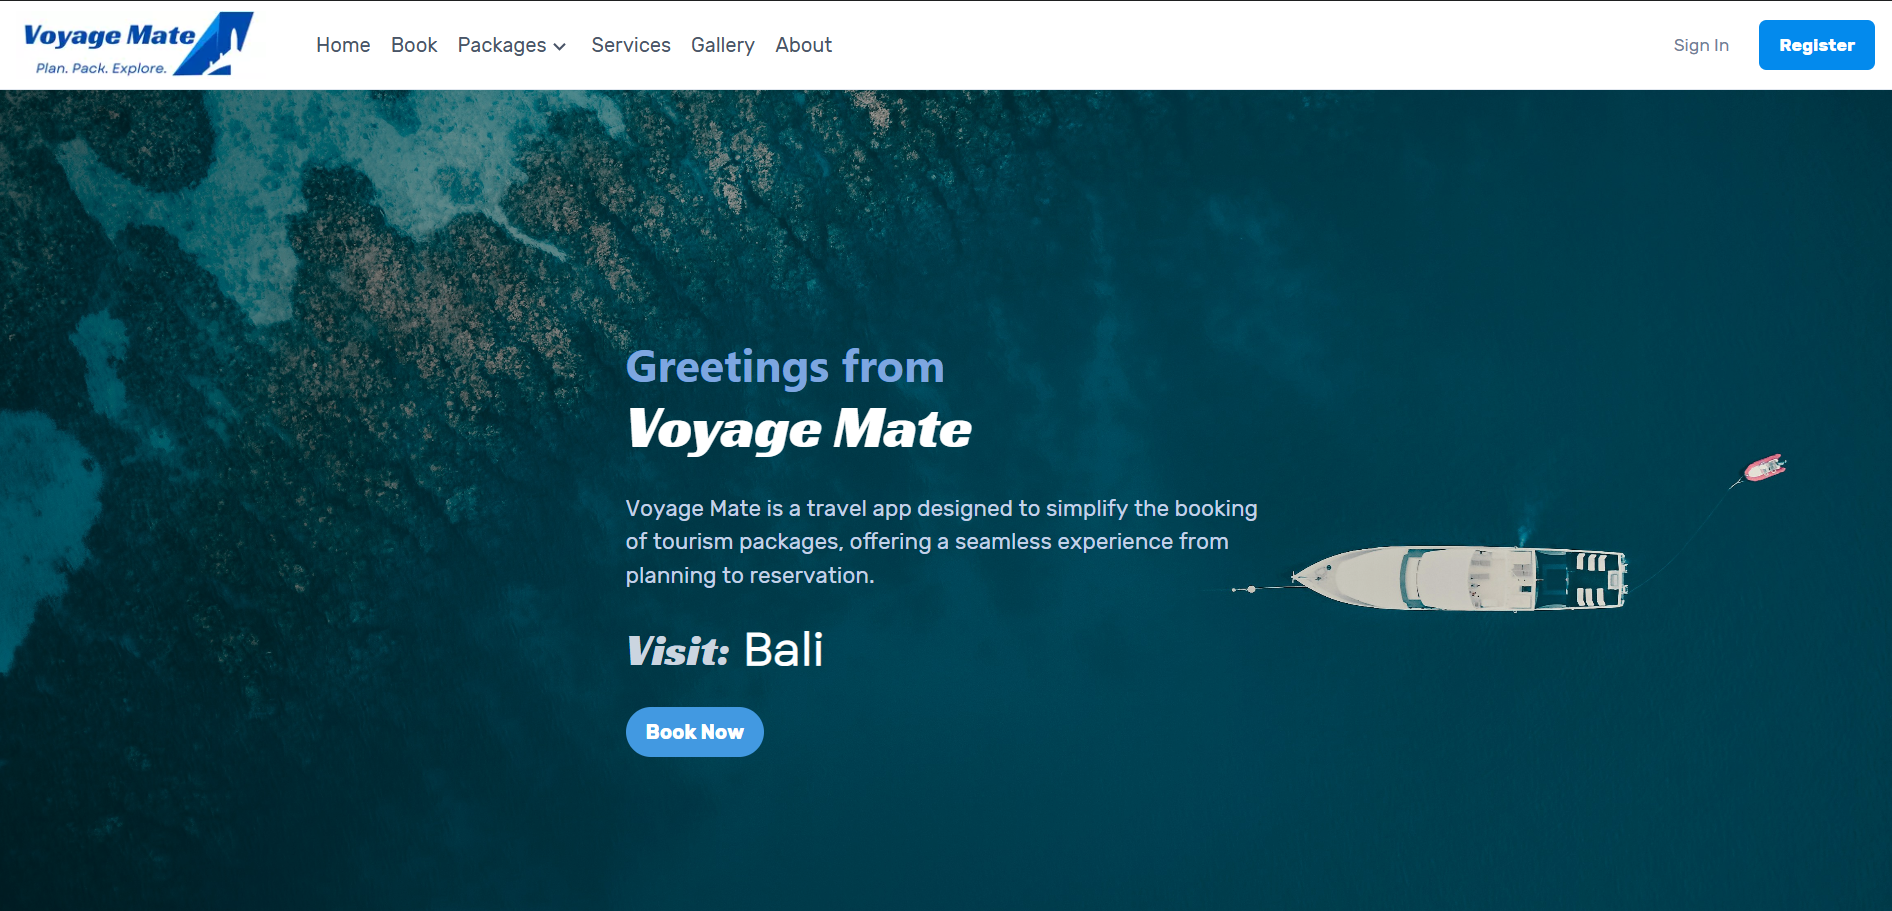 Voyage Mate
Plan. Pack. Explore.
Home Book Packages Services Gallery About
Sign In Register
Greetings from
Voyage Mate
Voyage Mate is a travel app designed to simplify the booking
of tourism packages, offering a seamless experience from
planning to reservation.
Visit: Bali
Book Now